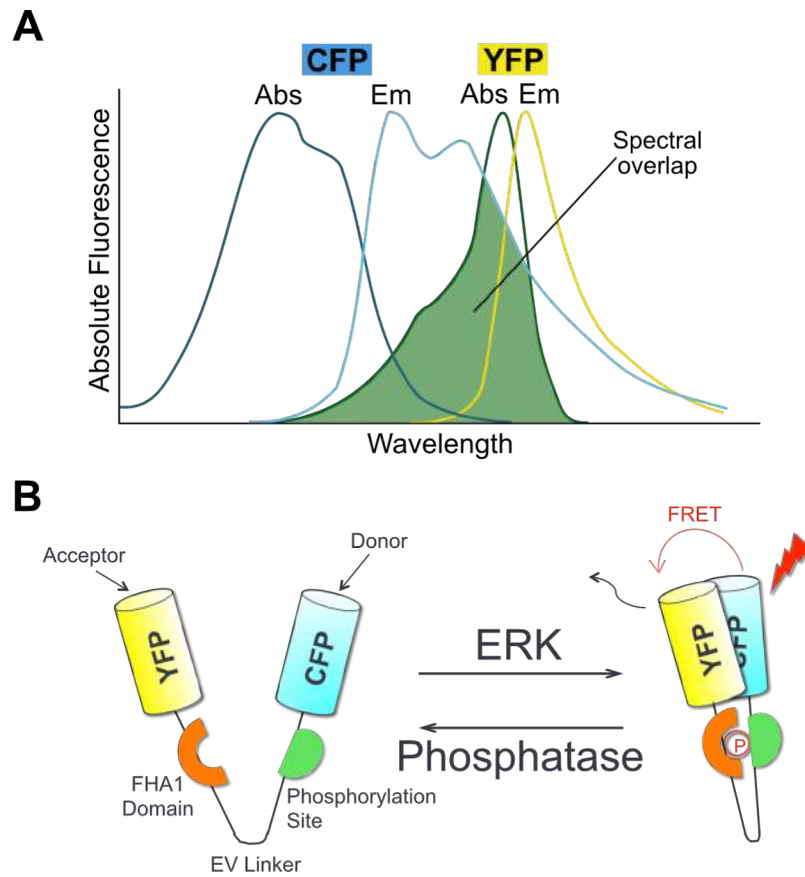 A
CFP
YFP
Abs
Em
Abs
Em
Spectral
overlap
Absolute Fluorescence
Wavelength
B
Acceptor
Donor
FRET
YFP
CFP
ERK
Phosphatase
YFP
CFP
P
FHA1
Domain
Phosphorylation
Site
EV Linker